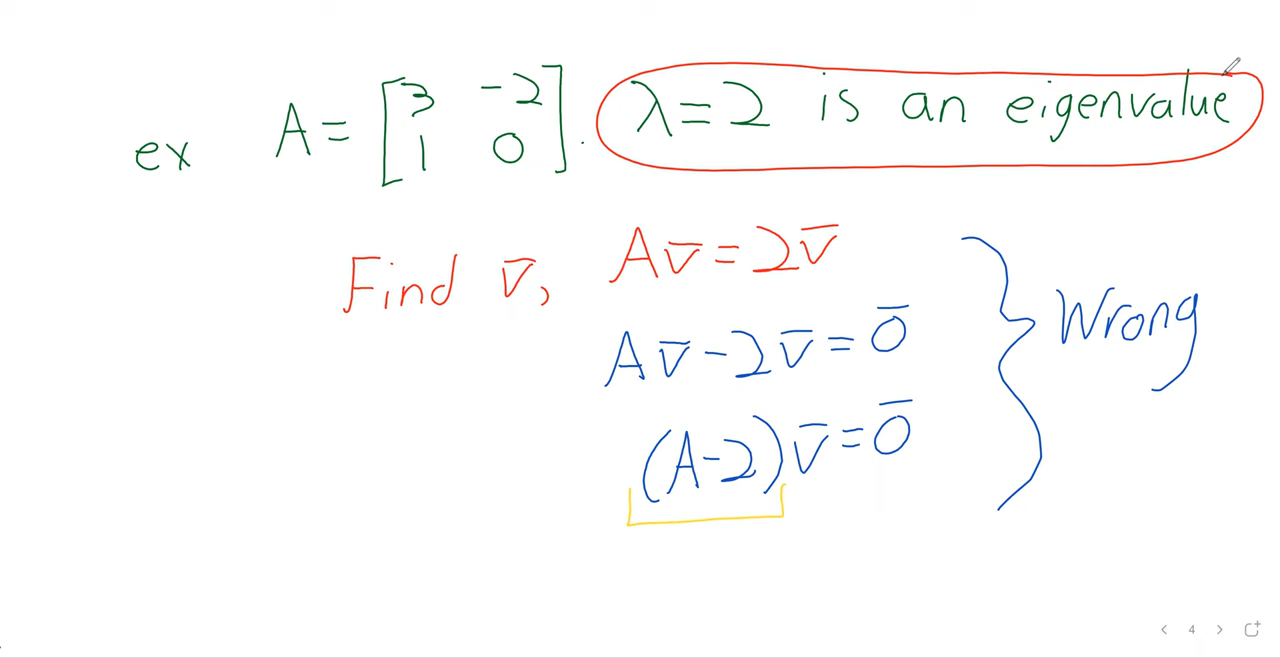 ex A = [3 -2; 1 0]. λ=2 is an eigenvalue
Find v̄, Av̄ = 2v̄
Av̄ - 2v̄ = 0̄
(A-2)v̄ = 0̄
Wrong
< 4 >